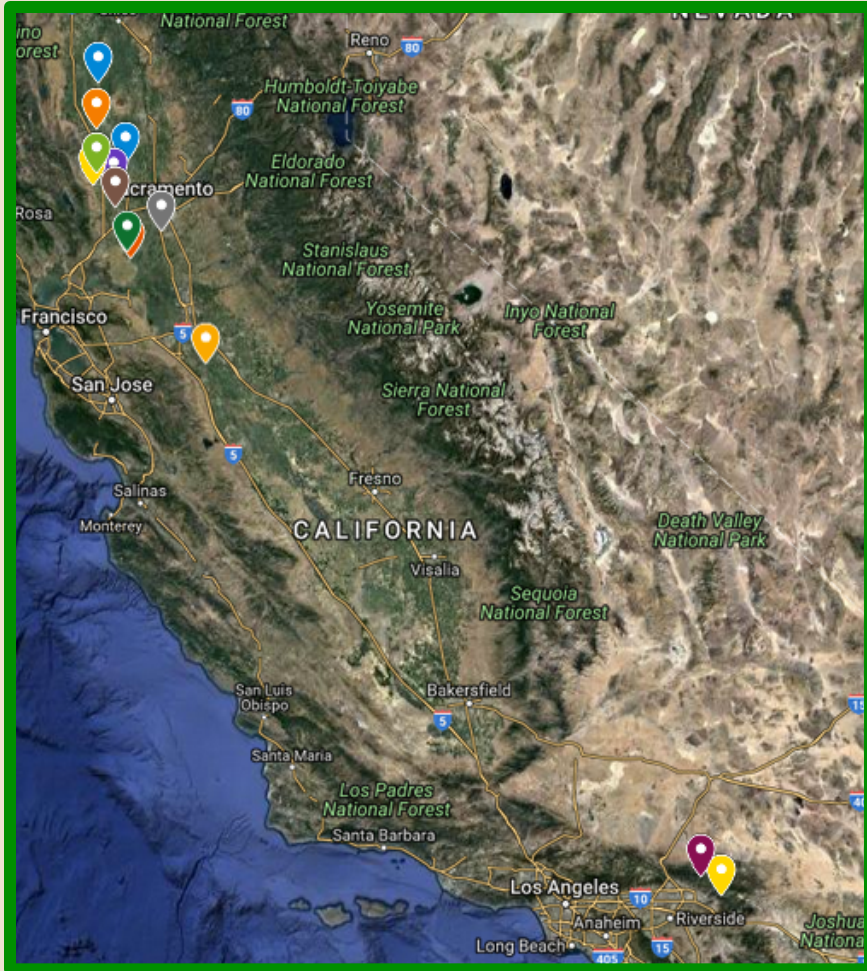 National
Forest
NEVADA
ino
orest
Reno
80
Humboldt-Toiyabe
National Forest
80
Eldorado
National Forest
cramento
Rosa
Stanislaus
National Forest
Yosemite
National Park
Inyo National
Forest
Francisco
5
San Jose
Sierra National
Forest
5
Fresno
Salinas
Monterey
CALIFORNIA
Death Valley
National Park
Visalia
Sequoia
National Forest
San Luis
Obispo
Bakersfield
5
15
Santa Maria
Los Padres
National Forest
40
Santa Barbara
Los Angeles
10
Anaheim
Riverside
Joshua
Nationa
Long Beach
405
15